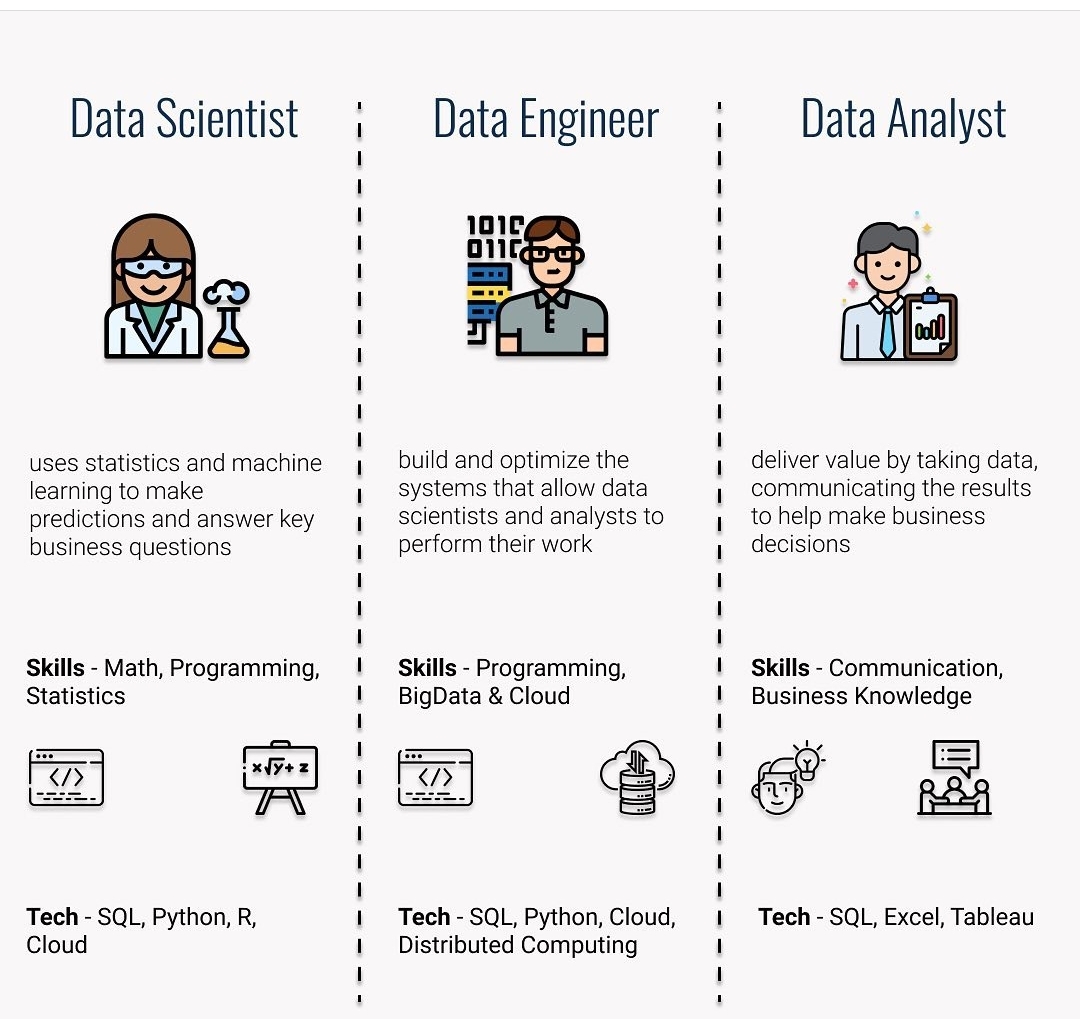 Data Scientist
uses statistics and machine
learning to make
predictions and answer key
business questions
Skills - Math, Programming,
Statistics
x√y+ z
Tech - SQL, Python, R,
Cloud
Data Engineer
101C
011C
build and optimize the
systems that allow data
scientists and analysts to
perform their work
Skills - Programming,
BigData & Cloud
</>
Tech - SQL, Python, Cloud,
Distributed Computing
Data Analyst
deliver value by taking data,
communicating the results
to help make business
decisions
Skills - Communication,
Business Knowledge
Tech - SQL, Excel, Tableau